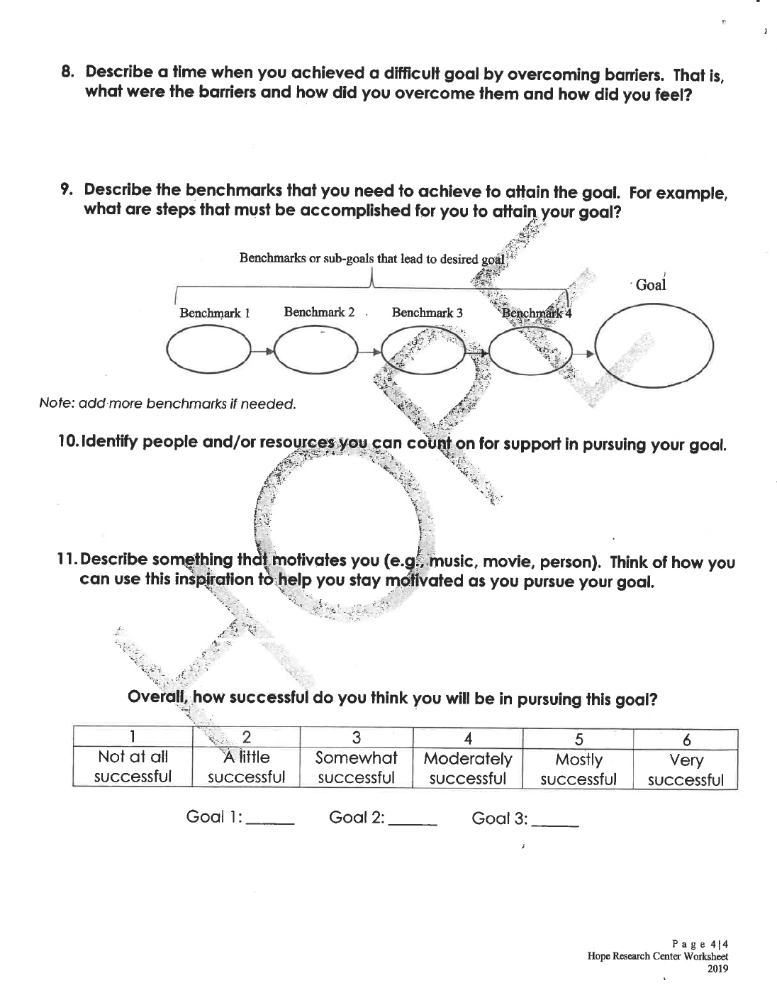 8. Describe a time when you achieved a difficult goal by overcoming barriers. That is,
what were the barriers and how did you overcome them and how did you feel?
9. Describe the benchmarks that you need to achieve to attain the goal. For example,
what are steps that must be accomplished for you to attain your goal?
Benchmarks or sub-goals that lead to desired goal
Goal
Benchmark 1 Benchmark 2 Benchmark 3 Benchmark 4
Note: add more benchmarks if needed.
10. Identify people and/or resources you can count on for support in pursuing your goal.
11. Describe something that motivates you (e.g., music, movie, person). Think of how you
can use this inspiration to help you stay motivated as you pursue your goal.
HOPE
Overall, how successful do you think you will be in pursuing this goal?
1 2 3 4 5 6
Not at all A little Somewhat Moderately Mostly Very
successful successful successful successful successful successful
Goal 1: _____ Goal 2: _____ Goal 3: _____
Page 4|4
Hope Research Center Worksheet
2019